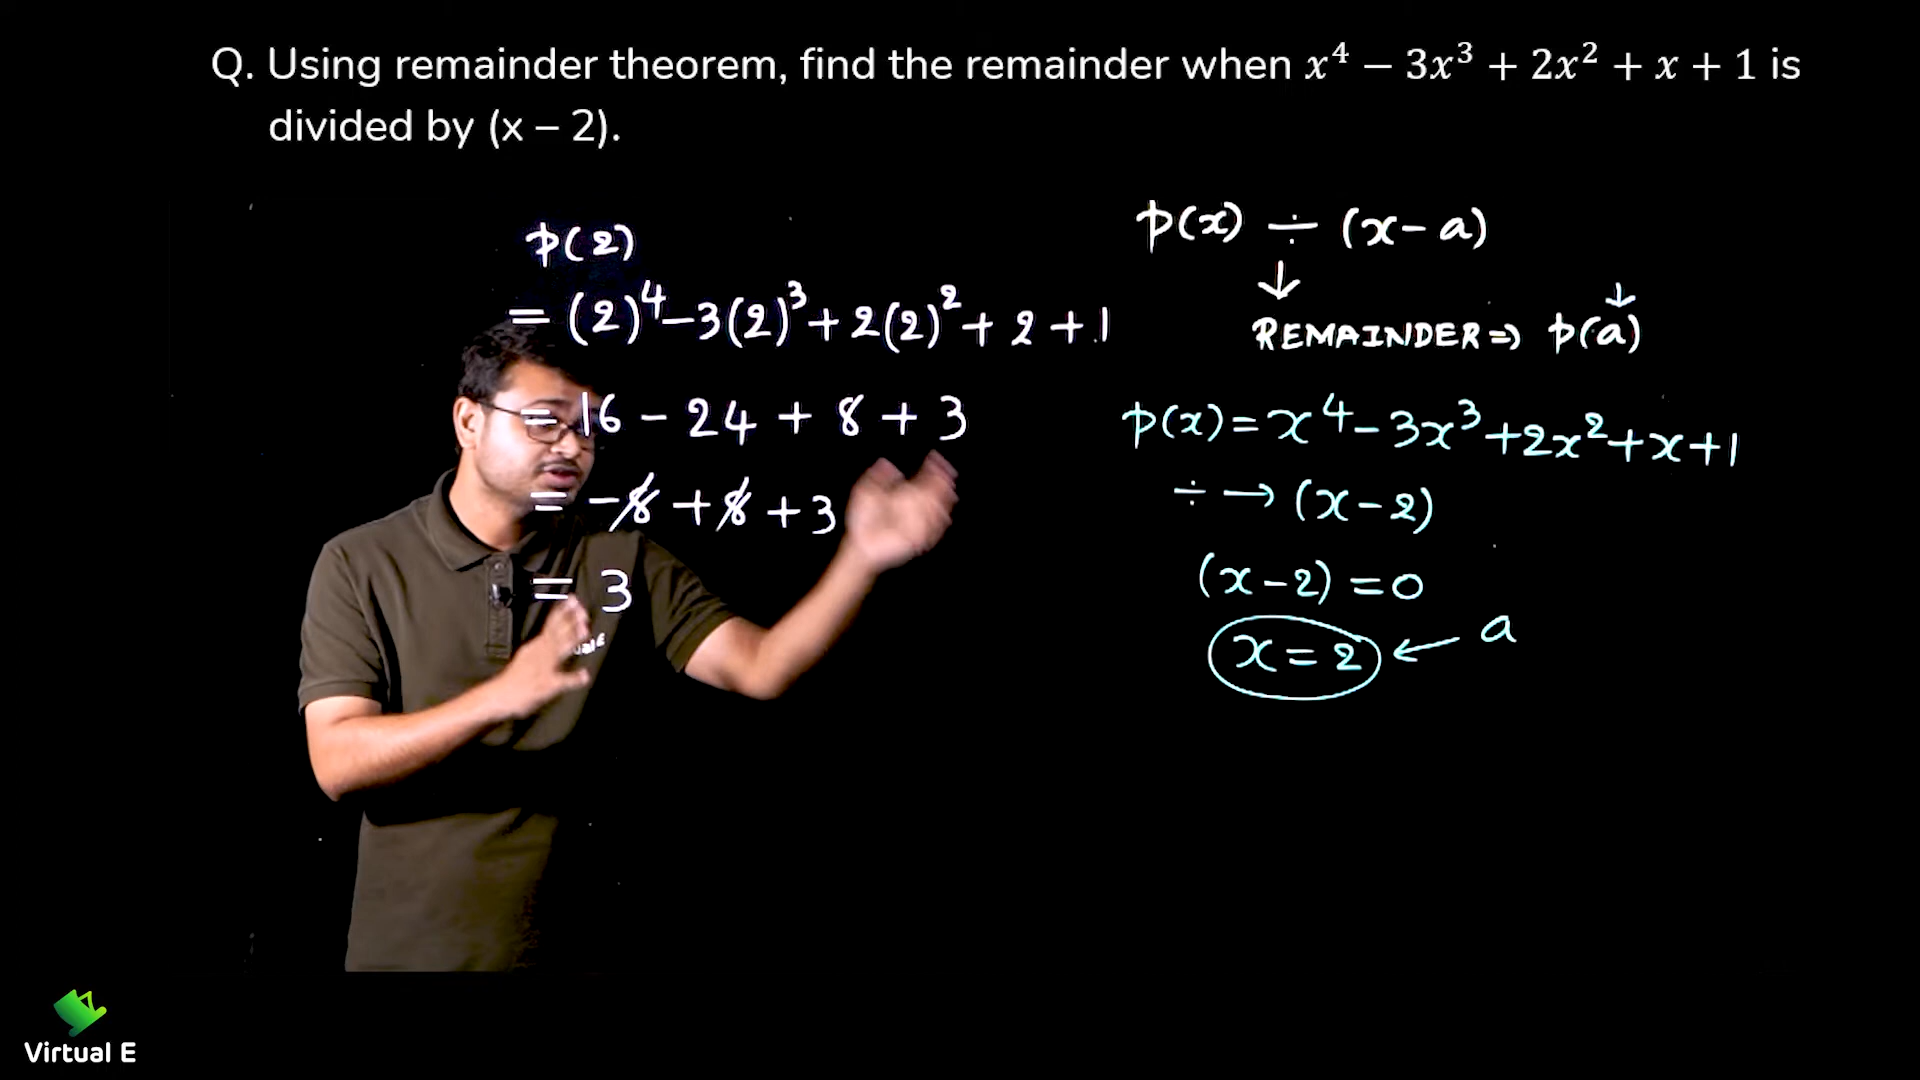 Q. Using remainder theorem, find the remainder when x⁴ − 3x³ + 2x² + x + 1 is
divided by (x – 2).
p(2)
= (2)⁴ − 3(2)³ + 2(2)² + 2 + 1
= 16 − 24 + 8 + 3
= −8 + 8 + 3
= 3
p(x) ÷ (x − a)
↓
REMAINDER ⇒ p(a)
p(x) = x⁴ − 3x³ + 2x² + x + 1
÷ → (x − 2)
(x − 2) = 0
x = 2 ← a
Virtual E